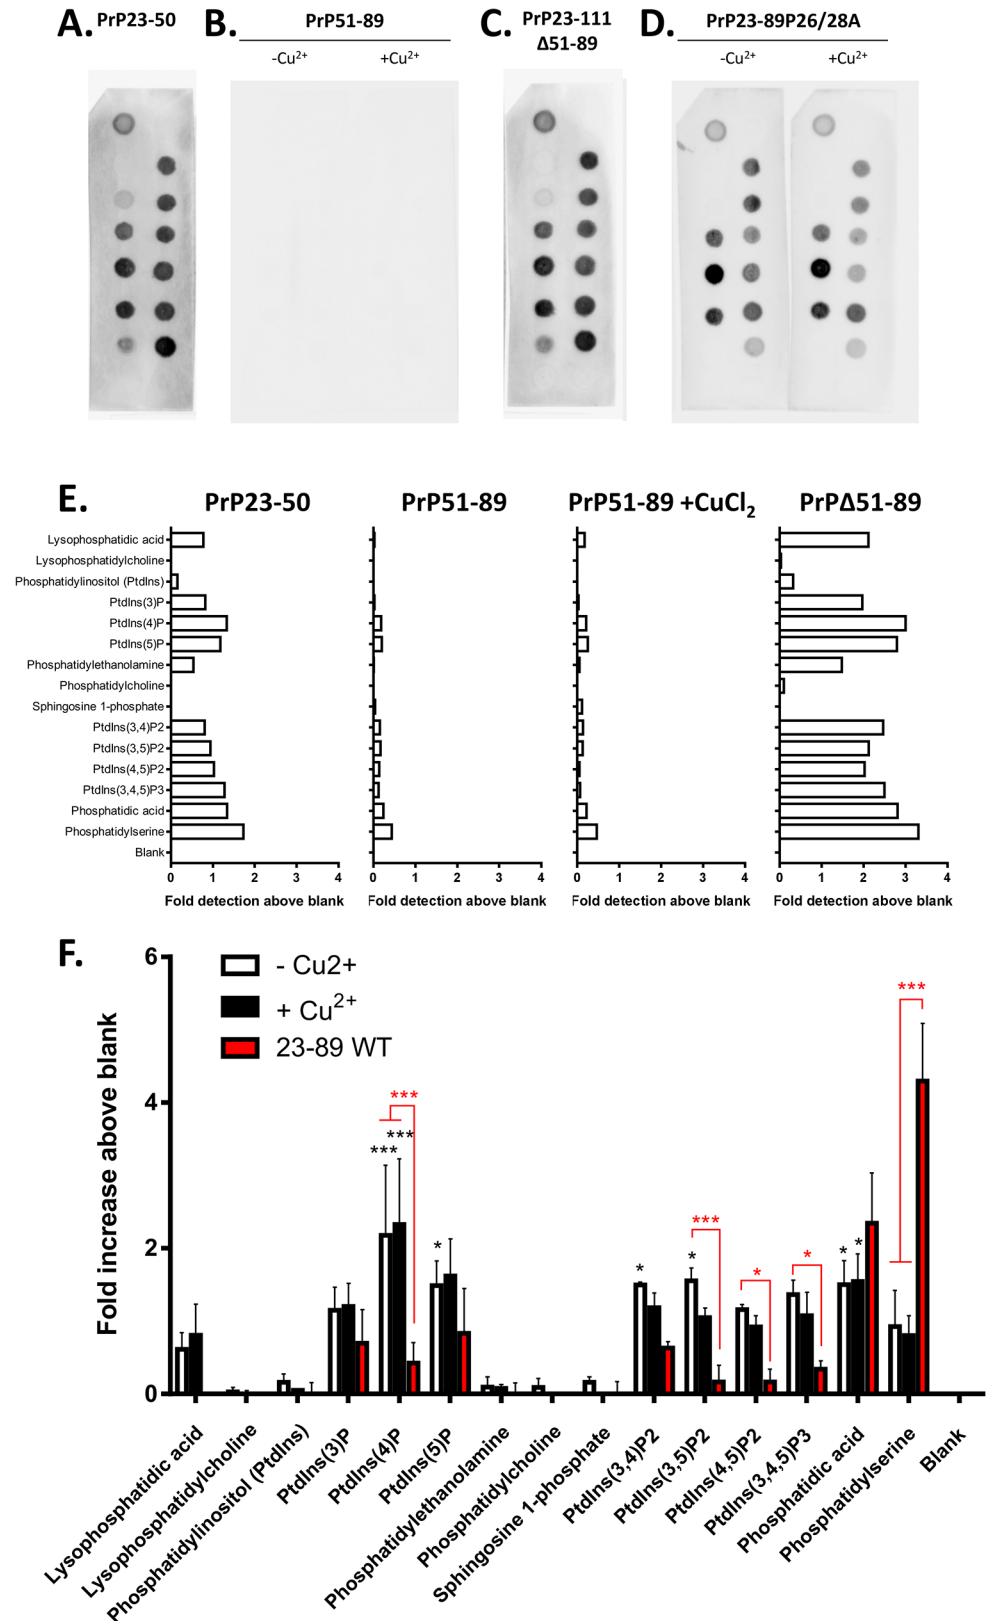 A. PrP23-50 B. PrP51-89 C. PrP23-111 D. PrP23-89P26/28A
Δ51-89
-Cu2+ +Cu2+ -Cu2+ +Cu2+
E. PrP23-50 PrP51-89 PrP51-89 +CuCl2 PrPΔ51-89
Lysophosphatidic acid
Lysophosphatidylcholine
Phosphatidylinositol (PtdIns)
PtdIns(3)P
PtdIns(4)P
PtdIns(5)P
Phosphatidylethanolamine
Phosphatidylcholine
Sphingosine 1-phosphate
PtdIns(3,4)P2
PtdIns(3,5)P2
PtdIns(4,5)P2
PtdIns(3,4,5)P3
Phosphatidic acid
Phosphatidylserine
Blank
0 1 2 3 4 0 1 2 3 4 0 1 2 3 4 0 1 2 3 4
Fold detection above blank Fold detection above blank Fold detection above blank Fold detection above blank
F.
Fold increase above blank
6
4
2
0
- Cu2+
+ Cu2+
23-89 WT
***
***
***
***
*
*
*
***
*
*
*
*
***
Lysophosphatidic acid
Lysophosphatidylcholine
Phosphatidylinositol (PtdIns)
PtdIns(3)P
PtdIns(4)P
PtdIns(5)P
Phosphatidylethanolamine
Phosphatidylcholine
Sphingosine 1-phosphate
PtdIns(3,4)P2
PtdIns(3,5)P2
PtdIns(4,5)P2
PtdIns(3,4,5)P3
Phosphatidic acid
Phosphatidylserine
Blank